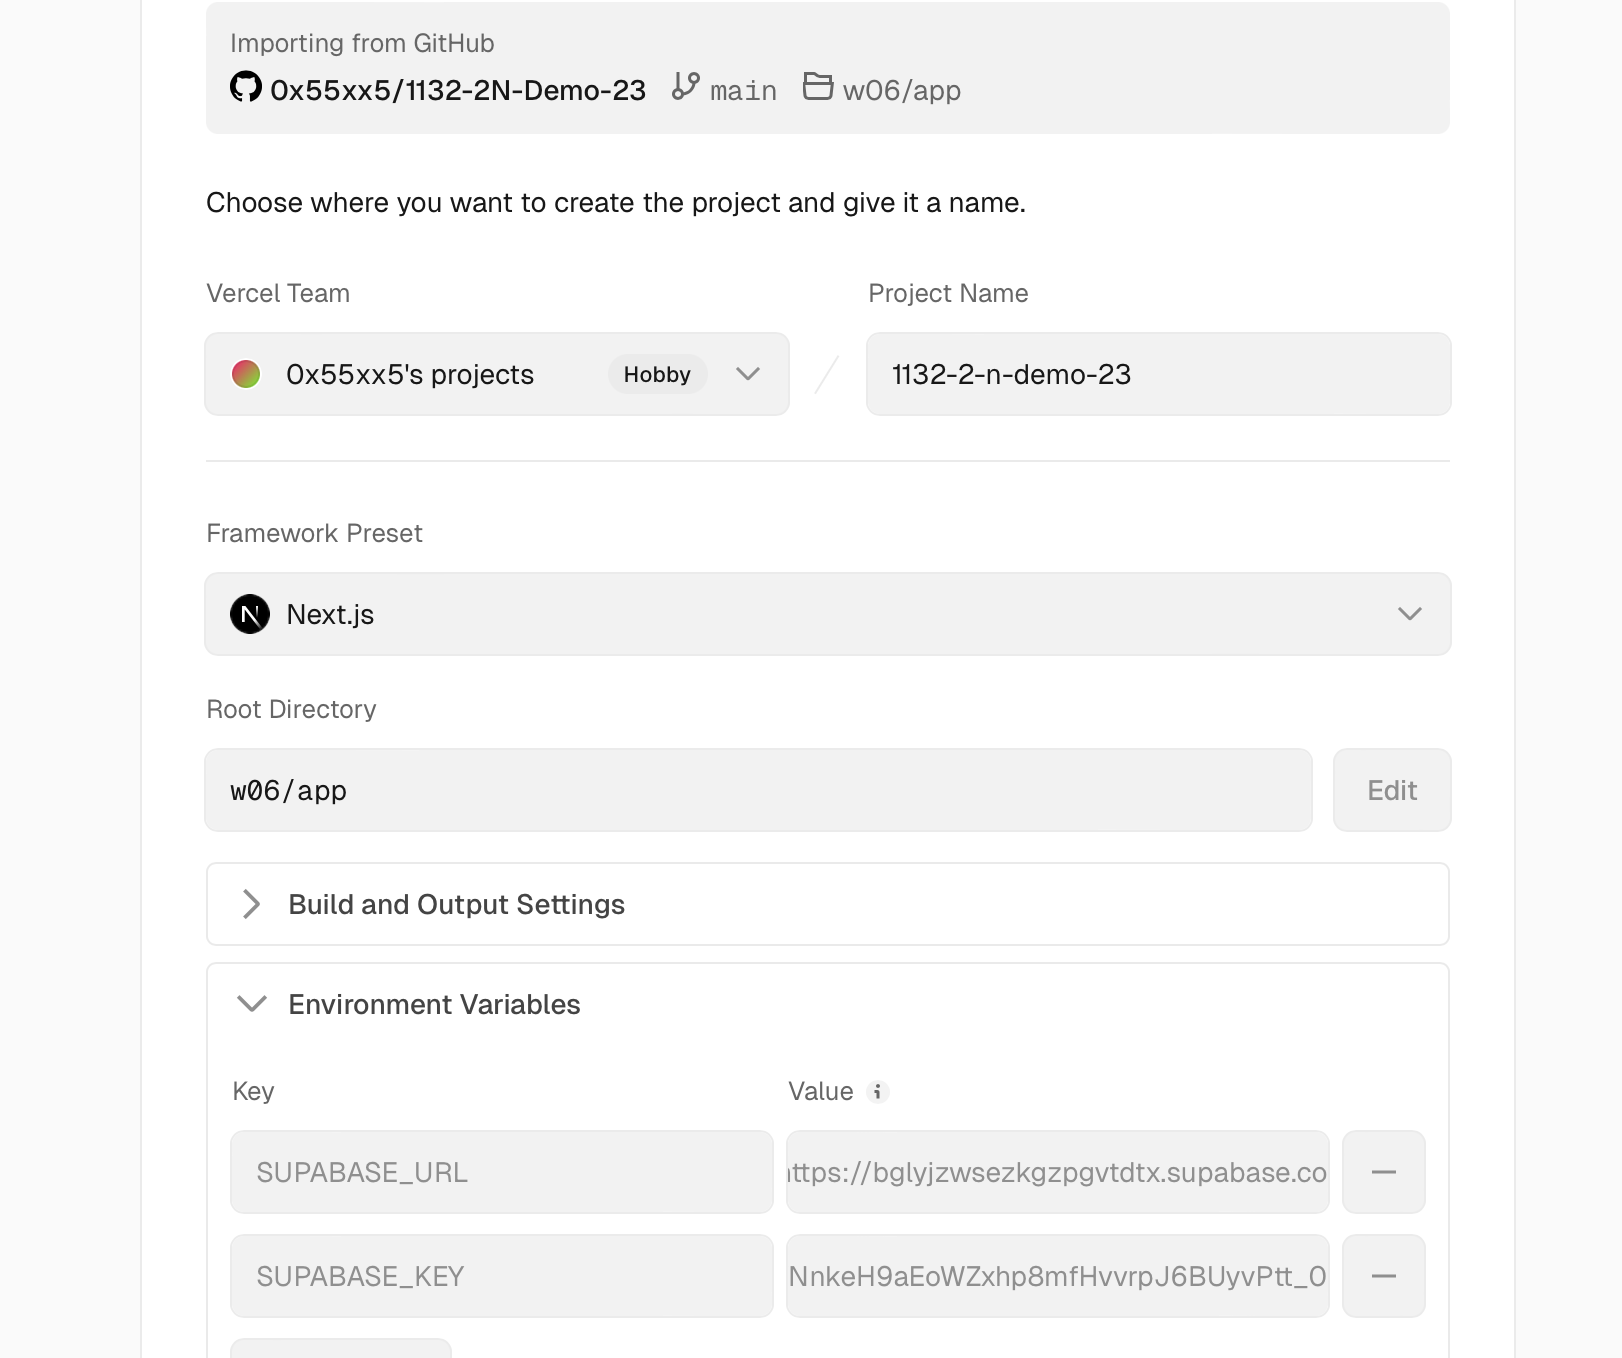 Importing from GitHub
0x55xx5/1132-2N-Demo-23 main w06/app
Choose where you want to create the project and give it a name.
Vercel Team
Project Name
0x55xx5's projects Hobby / 1132-2-n-demo-23
Framework Preset
Next.js
Root Directory
w06/app Edit
Build and Output Settings
Environment Variables
Key Value
SUPABASE_URL ttps://bglyjzwsezkgzpgvtdtx.supabase.co
SUPABASE_KEY NnkeH9aEoWZxhp8mfHvvrpJ6BUyvPtt_0